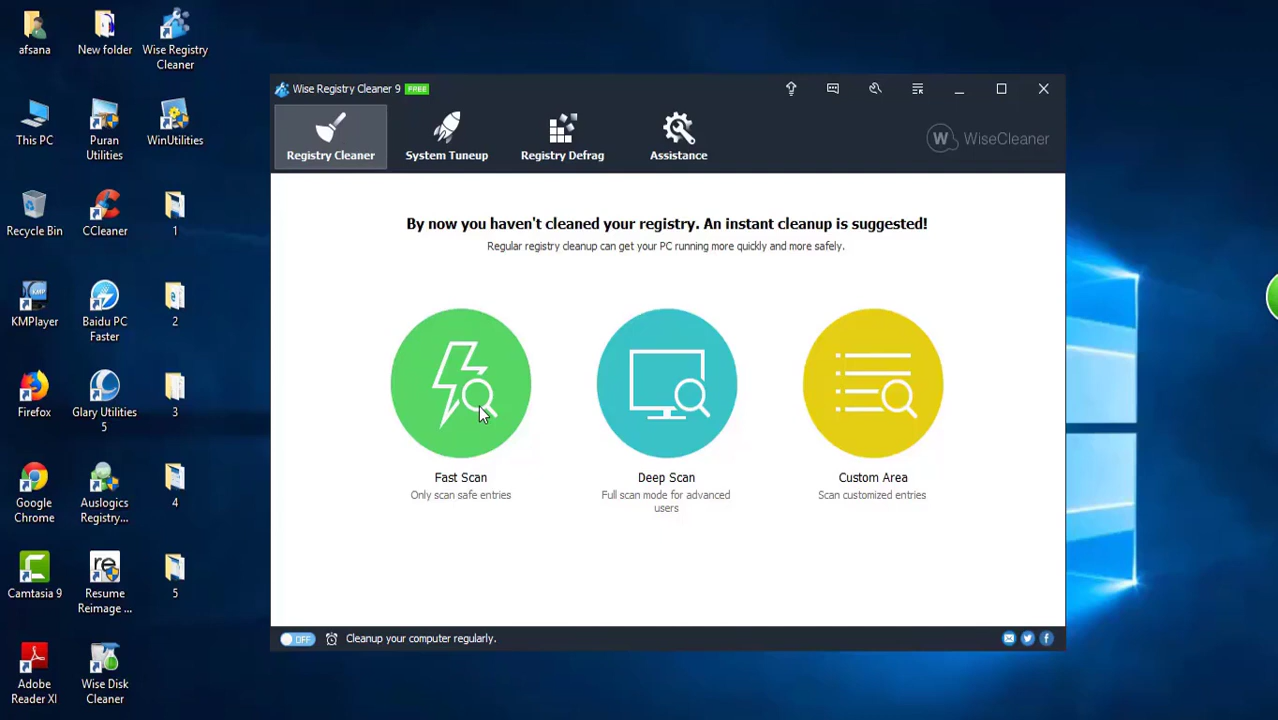 afsana
New folder
Wise Registry
Cleaner
This PC
Puran
Utilities
WinUtilities
Recycle Bin
CCleaner
1
KMPlayer
Baidu PC
Faster
2
Firefox
Glary Utilities
5
3
Google
Chrome
Auslogics
Registry...
4
Camtasia 9
Resume
Reimage ...
5
Adobe
Reader XI
Wise Disk
Cleaner
KMP
re
Wise Registry Cleaner 9 FREE
Registry Cleaner
System Tuneup
Registry Defrag
Assistance
W WiseCleaner
By now you haven't cleaned your registry. An instant cleanup is suggested!
Regular registry cleanup can get your PC running more quickly and more safely.
Fast Scan
Only scan safe entries
Deep Scan
Full scan mode for advanced
users
Custom Area
Scan customized entries
OFF
Cleanup your computer regularly.